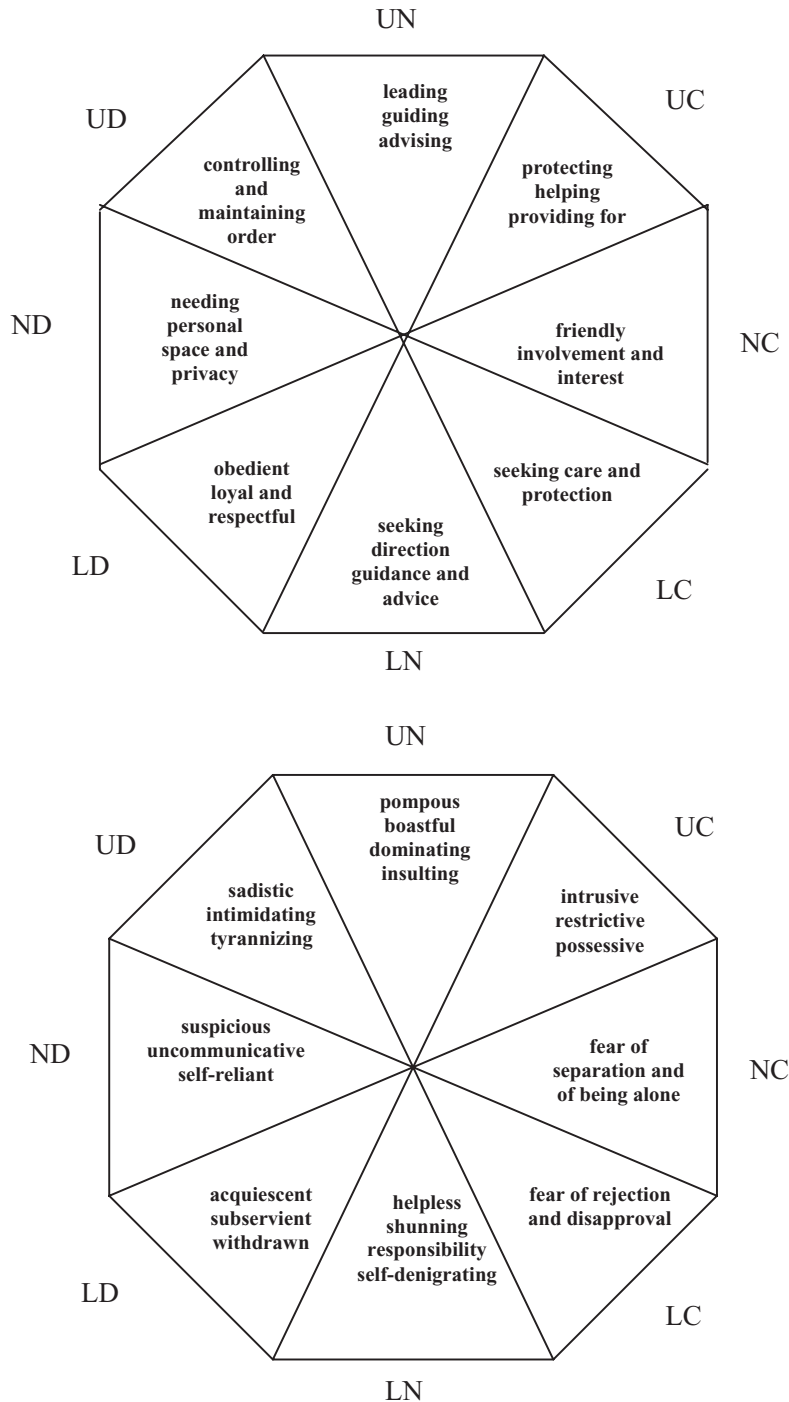 UN
leading
guiding
advising
UC
protecting
helping
providing for
UD
controlling
and
maintaining
order
ND
needing
personal
space and
privacy
friendly
involvement and
interest
NC
obedient
loyal and
respectful
LD
seeking
direction
guidance and
advice
LN
seeking care and
protection
LC
UN
pompous
boastful
dominating
insulting
UC
intrusive
restrictive
possessive
UD
sadistic
intimidating
tyrannizing
ND
suspicious
uncommunicative
self-reliant
fear of
separation and
of being alone
NC
acquiescent
subservient
withdrawn
LD
helpless
shunning
responsibility
self-denigrating
LN
fear of rejection
and disapproval
LC